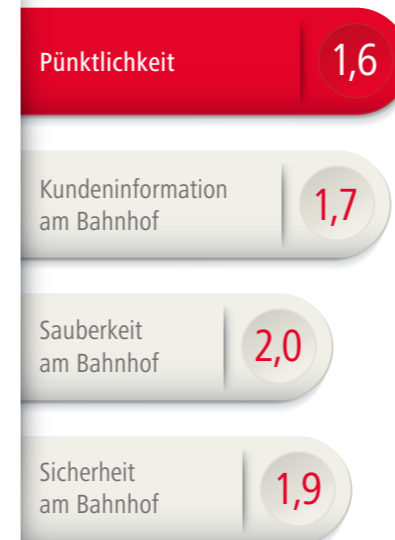 Pünktlichkeit
1,6
Kundeninformation
am Bahnhof
1,7
Sauberkeit
am Bahnhof
2,0
Sicherheit
am Bahnhof
1,9